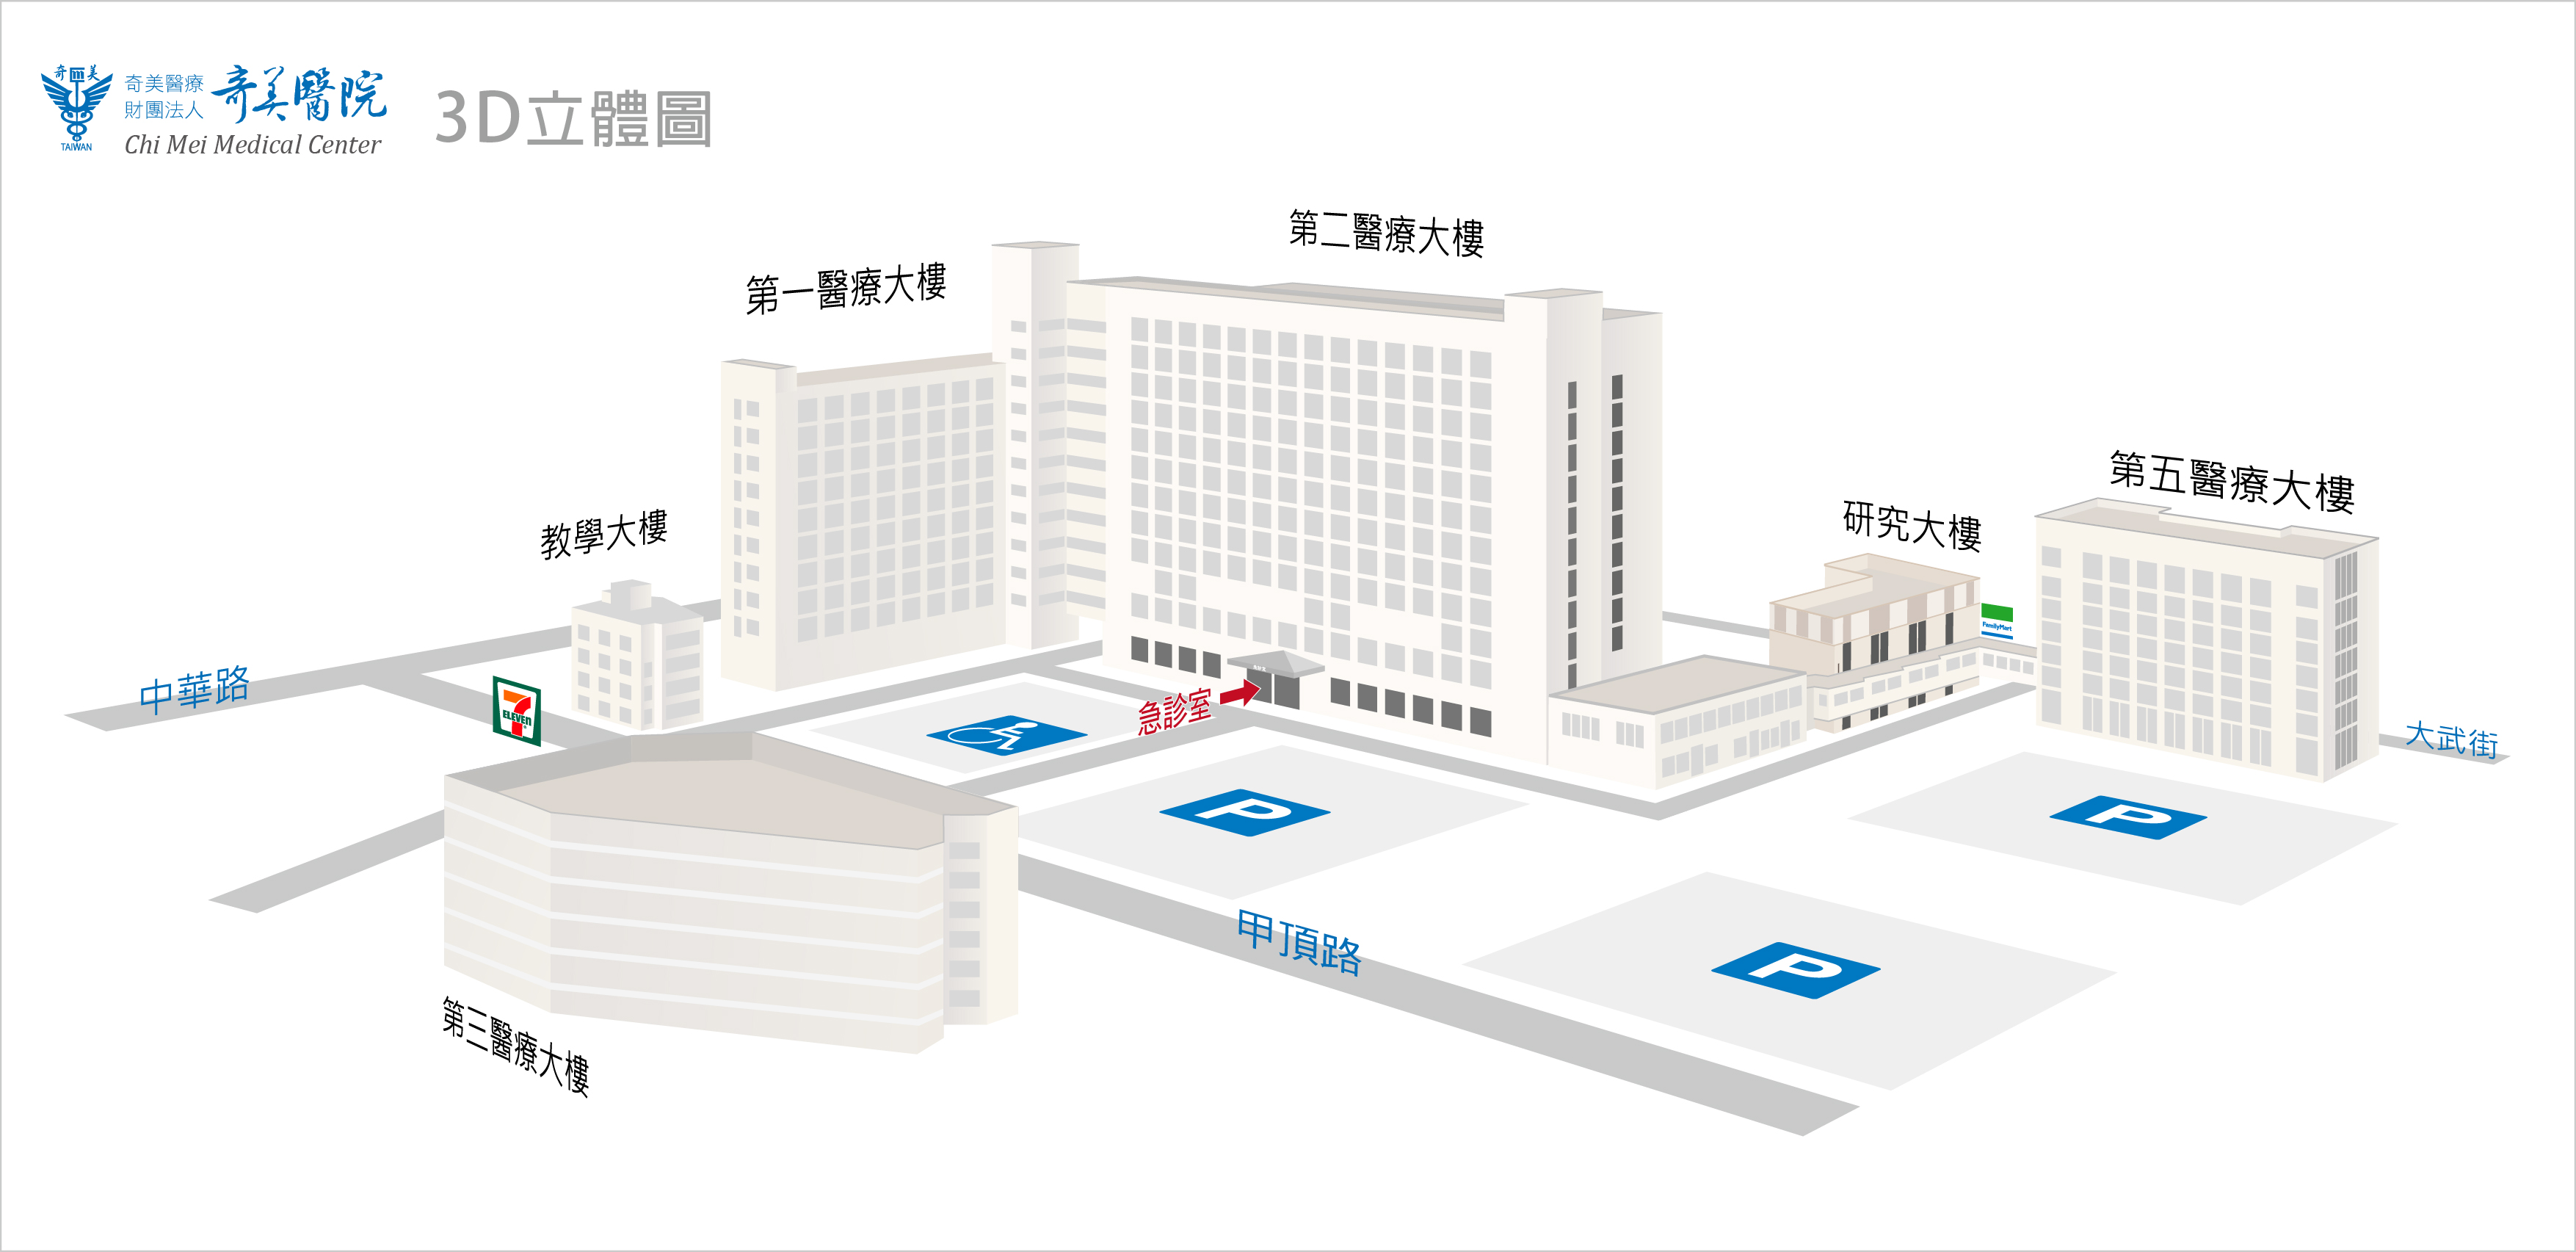 奇美
TAIWAN
奇美醫療
財團法人
奇美醫院
Chi Mei Medical Center
3D立體圖
第一醫療大樓
第二醫療大樓
教學大樓
研究大樓
第五醫療大樓
FamilyMart
中華路
7
ELEVEN
急診室
大武街
P
P
P
甲頂路
第三醫療大樓